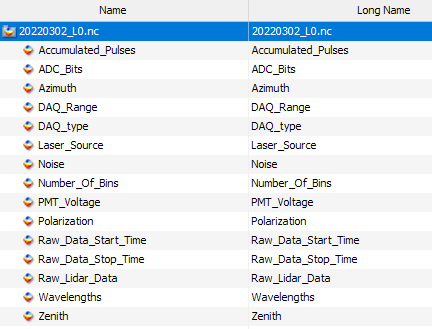 Name Long Name
20220302_L0.nc 20220302_L0.nc
Accumulated_Pulses Accumulated_Pulses
ADC_Bits ADC_Bits
Azimuth Azimuth
DAQ_Range DAQ_Range
DAQ_type DAQ_type
Laser_Source Laser_Source
Noise Noise
Number_Of_Bins Number_Of_Bins
PMT_Voltage PMT_Voltage
Polarization Polarization
Raw_Data_Start_Time Raw_Data_Start_Time
Raw_Data_Stop_Time Raw_Data_Stop_Time
Raw_Lidar_Data Raw_Lidar_Data
Wavelengths Wavelengths
Zenith Zenith